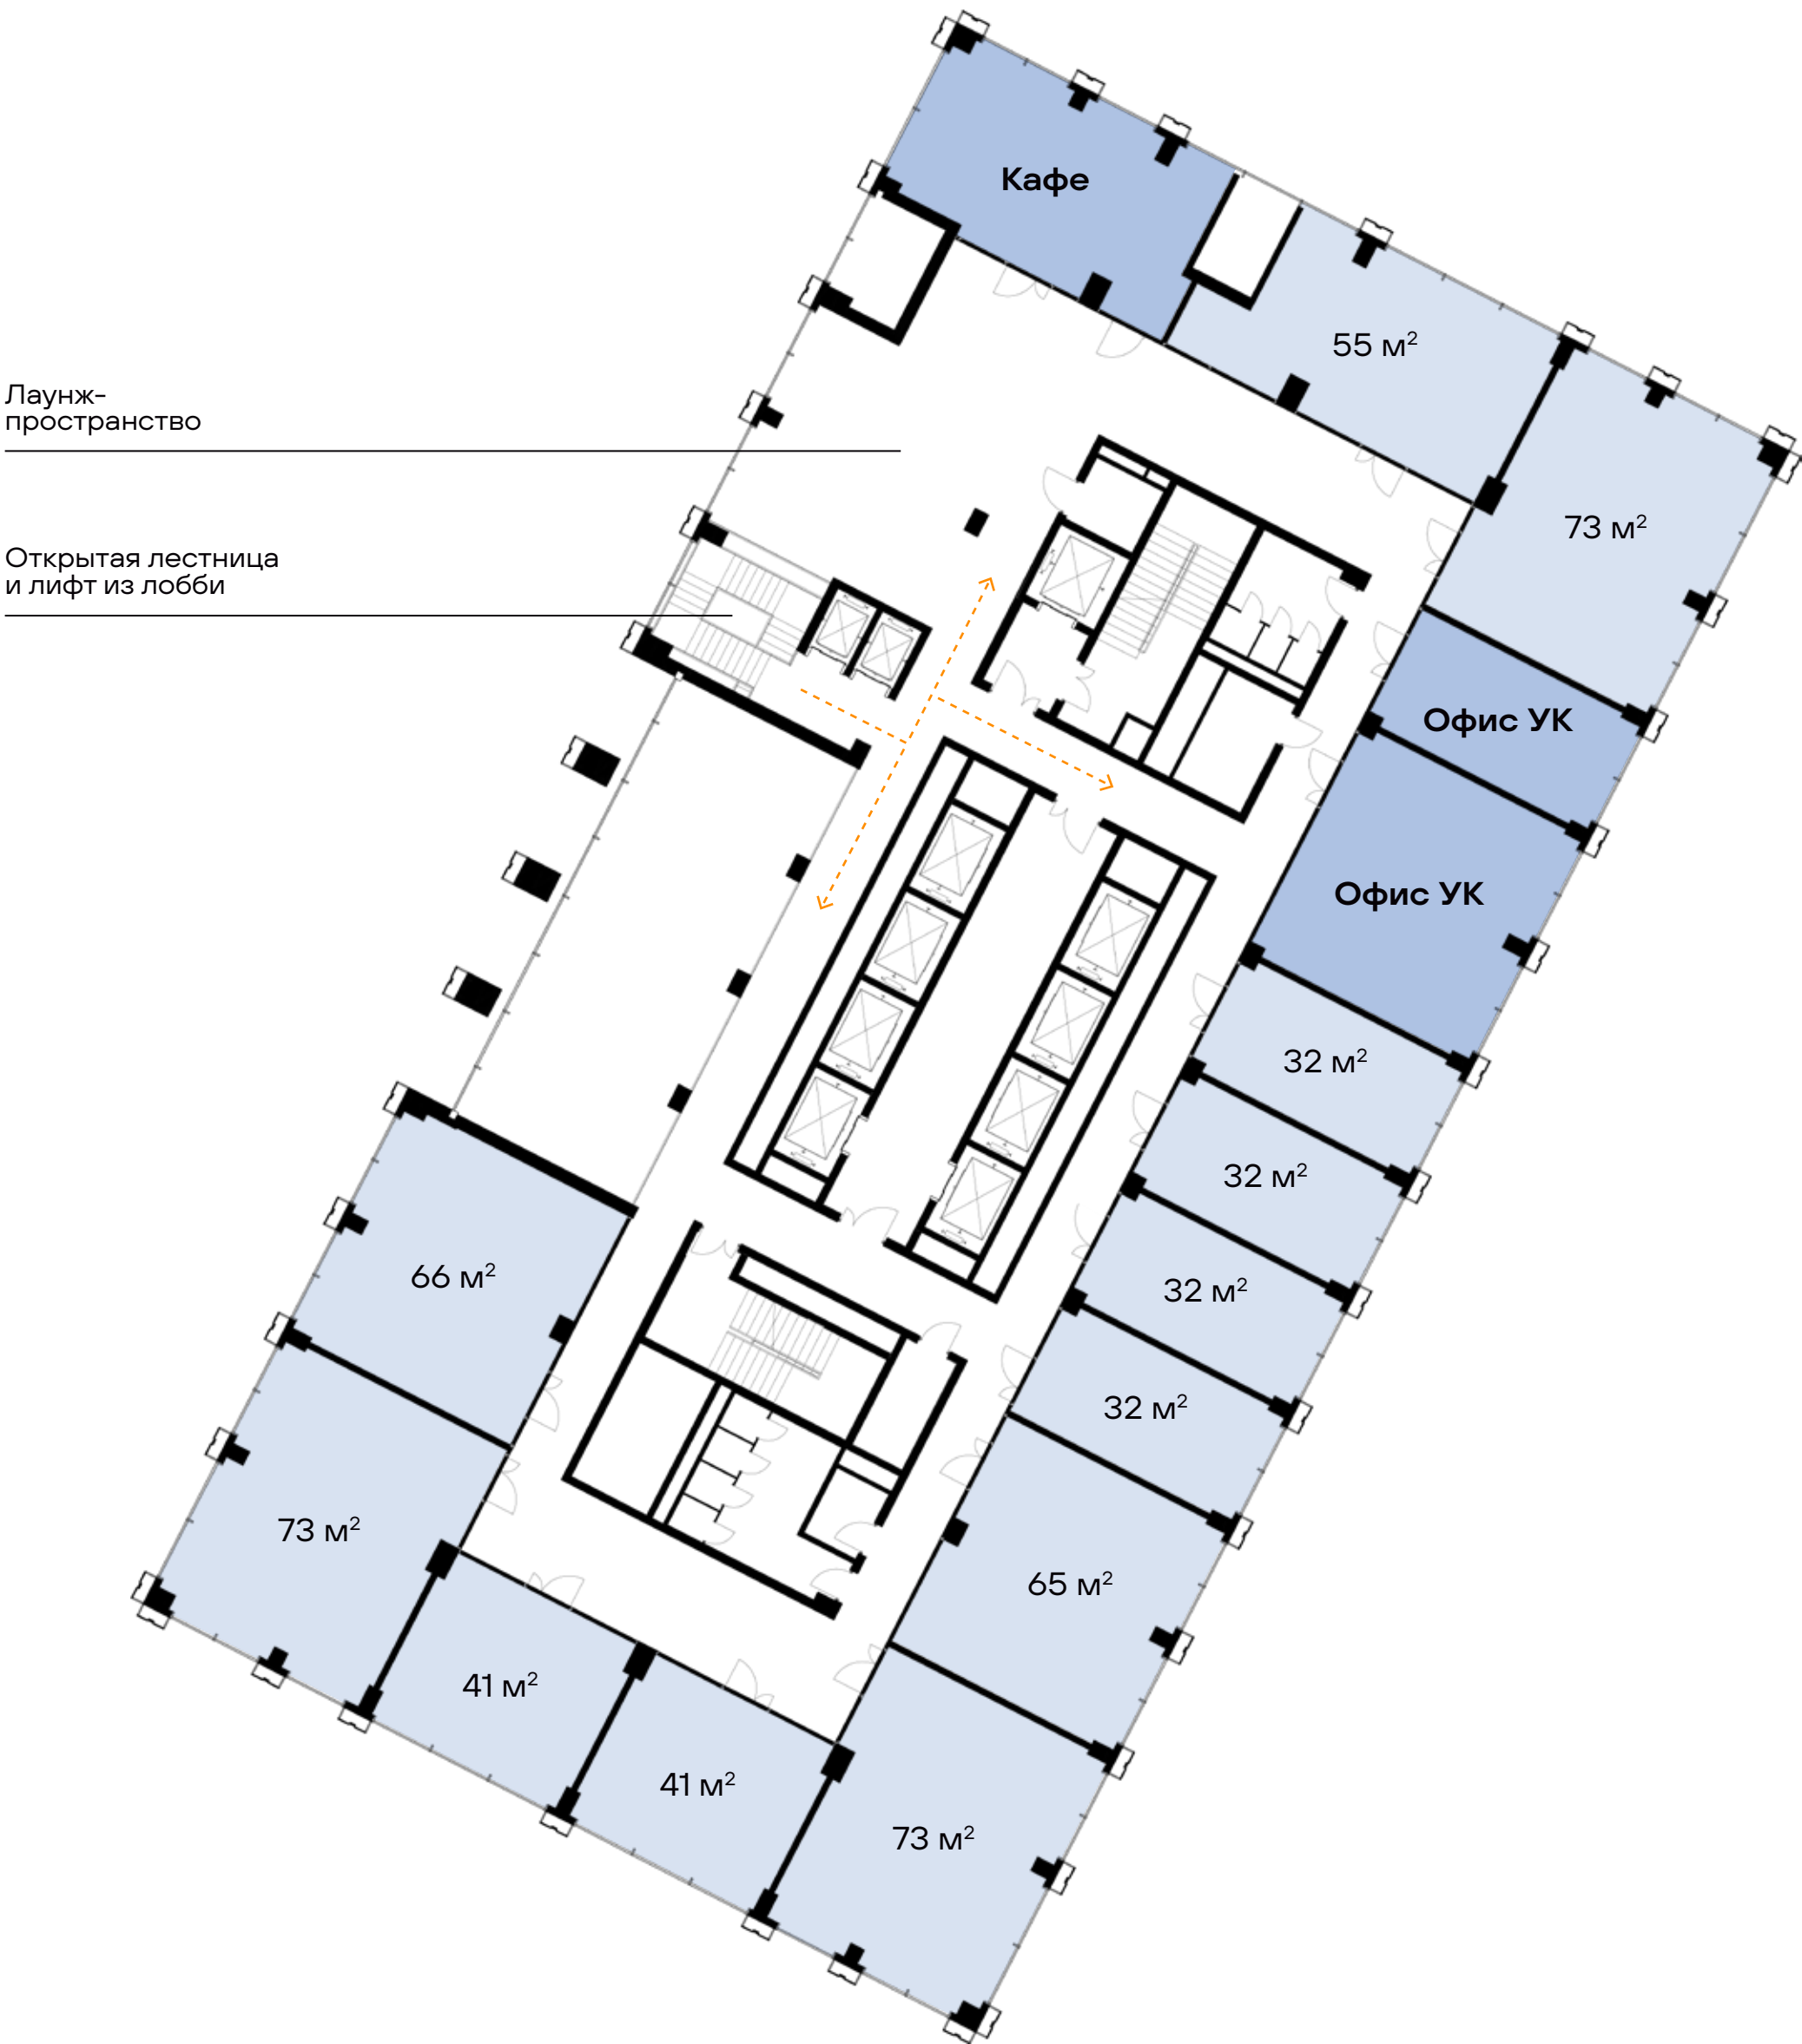 Кафе
55 м²
Лаунж-
пространство
73 м²
Открытая лестница
и лифт из лобби
Офис УК
Офис УК
32 м²
32 м²
66 м²
32 м²
32 м²
73 м²
65 м²
41 м²
41 м²
73 м²